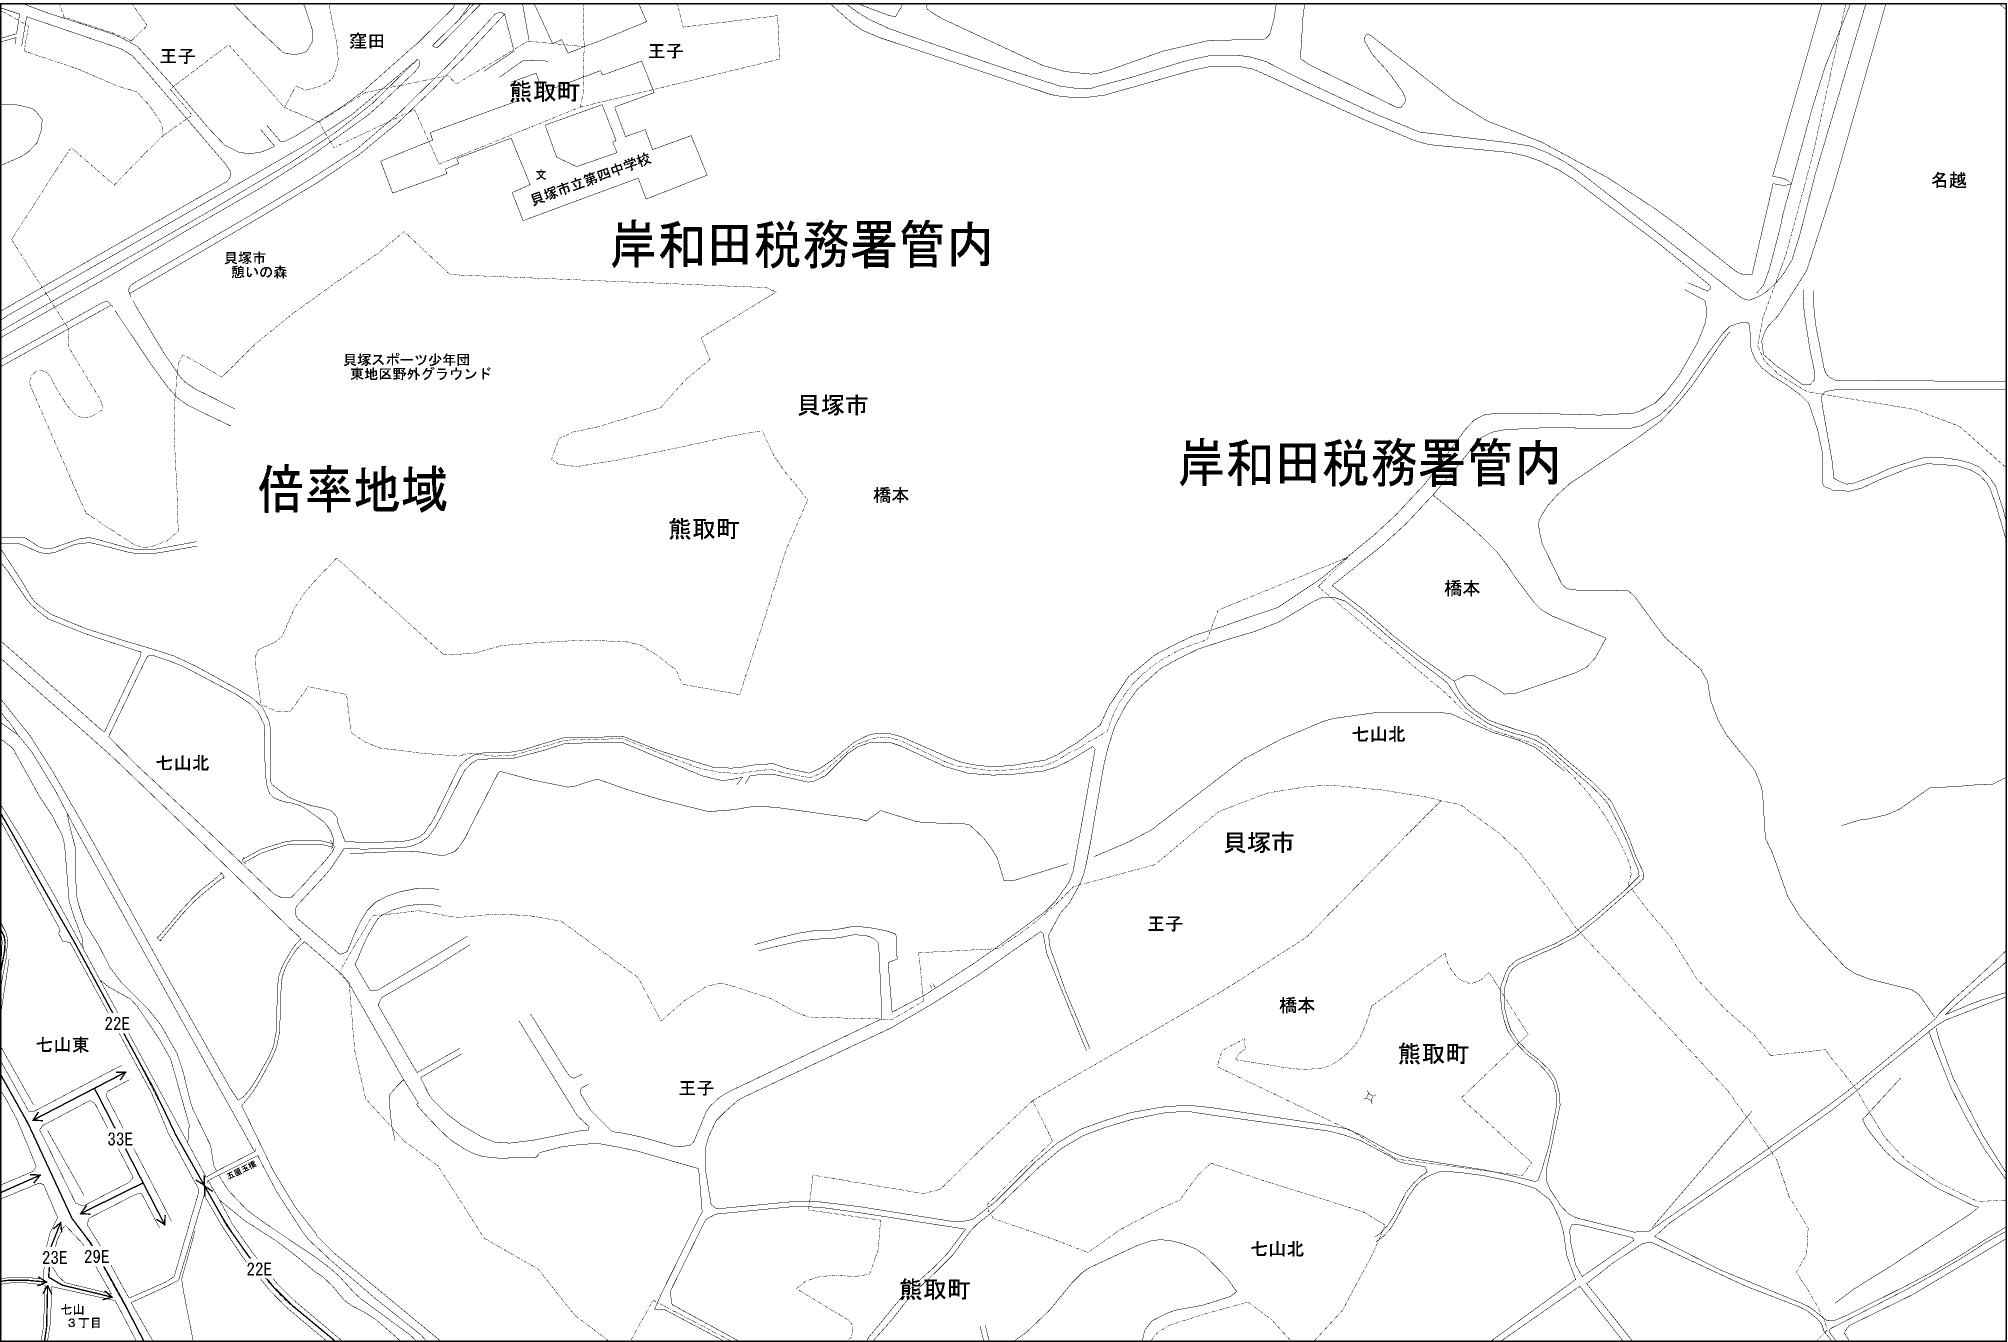 窪田
王子
王子
熊取町
文
貝塚市立第四中学校
名越
岸和田税務署管内
貝塚市
憩いの森
貝塚スポーツ少年団
東地区野外グラウンド
貝塚市
岸和田税務署管内
倍率地域
橋本
熊取町
橋本
七山北
七山北
貝塚市
王子
橋本
22E
七山東
熊取町
王子
33E
五重玉橋
23E
29E
22E
七山北
熊取町
七山
3丁目